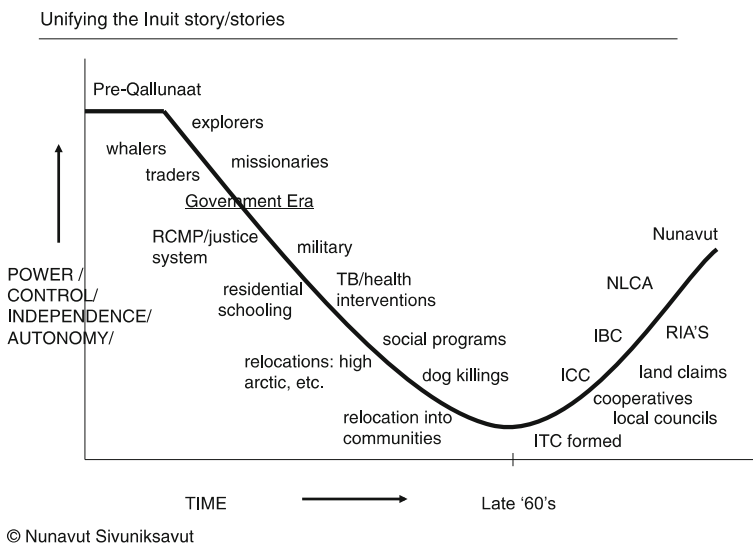 Unifying the Inuit story/stories
Pre-Qallunaat
explorers
whalers
missionaries
traders
Government Era
RCMP/justice
system
military
Nunavut
POWER /
CONTROL/
INDEPENDENCE/
AUTONOMY/
residential
schooling
TB/health
interventions
NLCA
social programs
IBC
RIA'S
relocations: high
arctic, etc.
dog killings
ICC
land claims
cooperatives
local councils
relocation into
communities
ITC formed
TIME
Late ‘60's
© Nunavut Sivuniksavut